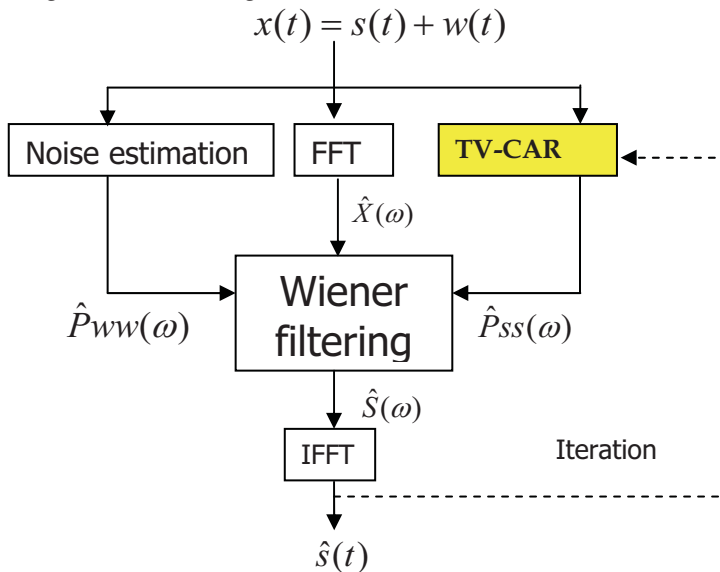 x(t) = s(t) + w(t)
Noise estimation
FFT
TV-CAR
X̂(ω)
Wiener
filtering
P̂ww(ω)
P̂ss(ω)
Ŝ(ω)
IFFT
Iteration
ŝ(t)